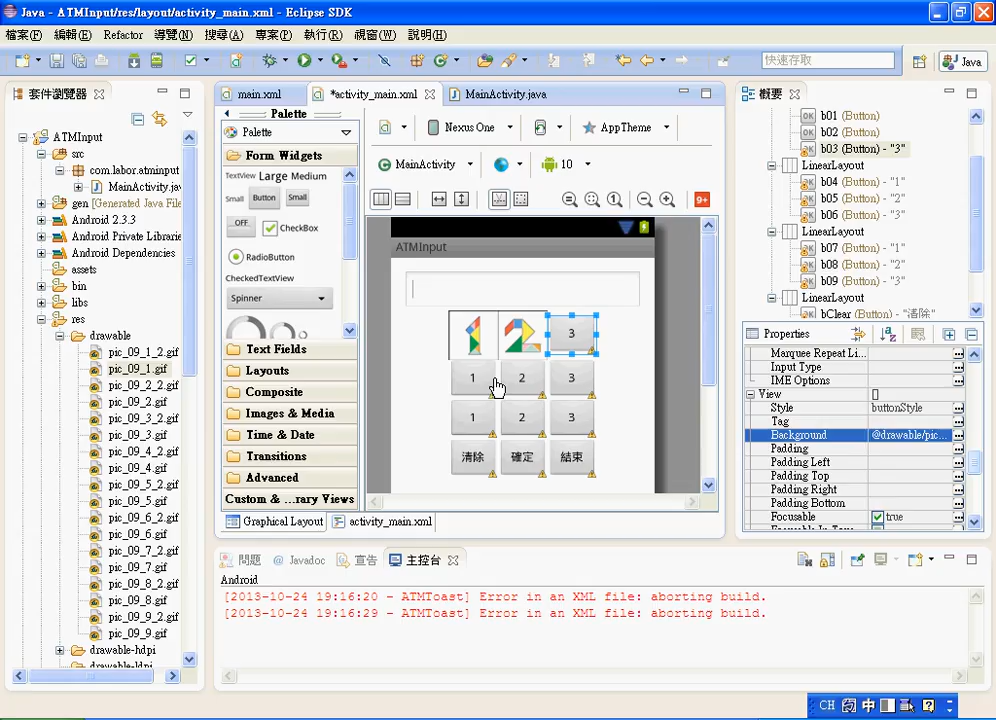 Java - ATMInput/res/layout/activity_main.xml - Eclipse SDK
檔案(F) 編輯(E) Refactor 導覽(N) 搜尋(A) 專案(P) 執行(R) 視窗(W) 說明(H)
快速存取
Java
套件瀏覽器
ATMInput
src
com.labor.atminput
MainActivity.jav
gen [Generated Java File
Android 2.3.3
Android Private Librarie
Android Dependencies
assets
bin
libs
res
drawable
pic_09_1_2.gif
pic_09_1.gif
pic_09_2_2.gif
pic_09_2.gif
pic_09_3_2.gif
pic_09_3.gif
pic_09_4_2.gif
pic_09_4.gif
pic_09_5_2.gif
pic_09_5.gif
pic_09_6_2.gif
pic_09_6.gif
pic_09_7_2.gif
pic_09_7.gif
pic_09_8_2.gif
pic_09_8.gif
pic_09_9_2.gif
pic_09_9.gif
drawable-hdpi
drawable-ldpi
main.xml
*activity_main.xml
MainActivity.java
Palette
Palette
Form Widgets
TextView Large Medium
Small Button Small
OFF CheckBox
RadioButton
CheckedTextView
Spinner
Text Fields
Layouts
Composite
Images & Media
Time & Date
Transitions
Advanced
Custom & ...rary Views
Nexus One
AppTheme
MainActivity
10
9+
ATMInput
3
1 2 3
1 2 3
清除 確定 結束
Graphical Layout
activity_main.xml
概要
b01 (Button)
b02 (Button)
b03 (Button) - "3"
LinearLayout
b04 (Button) - "1"
b05 (Button) - "2"
b06 (Button) - "3"
LinearLayout
b07 (Button) - "1"
b08 (Button) - "2"
b09 (Button) - "3"
LinearLayout
bClear (Button) - "清除"
Properties
Marquee Repeat Li...
Input Type
IME Options
View []
Style buttonStyle
Tag
Background @drawable/pic...
Padding
Padding Left
Padding Top
Padding Right
Padding Bottom
Focusable true
問題
@ Javadoc
宣告
主控台
Android
[2013-10-24 19:16:20 - ATMToast] Error in an XML file: aborting build.
[2013-10-24 19:16:29 - ATMToast] Error in an XML file: aborting build.
CH 中